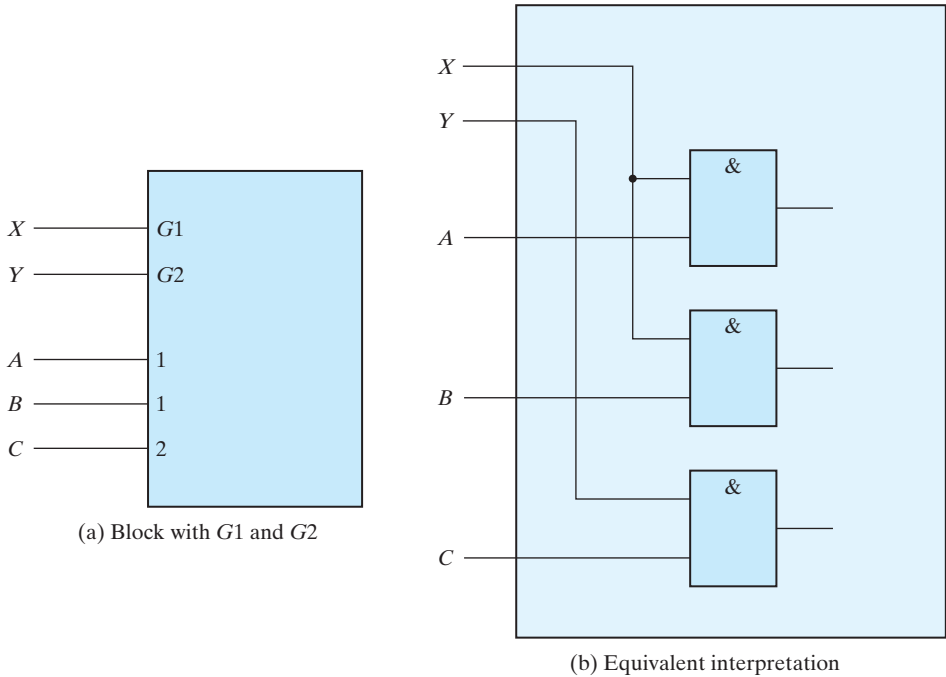 X G1
Y G2
A 1
B 1
C 2
(a) Block with G1 and G2
X
Y
&
A
&
B
&
C
(b) Equivalent interpretation